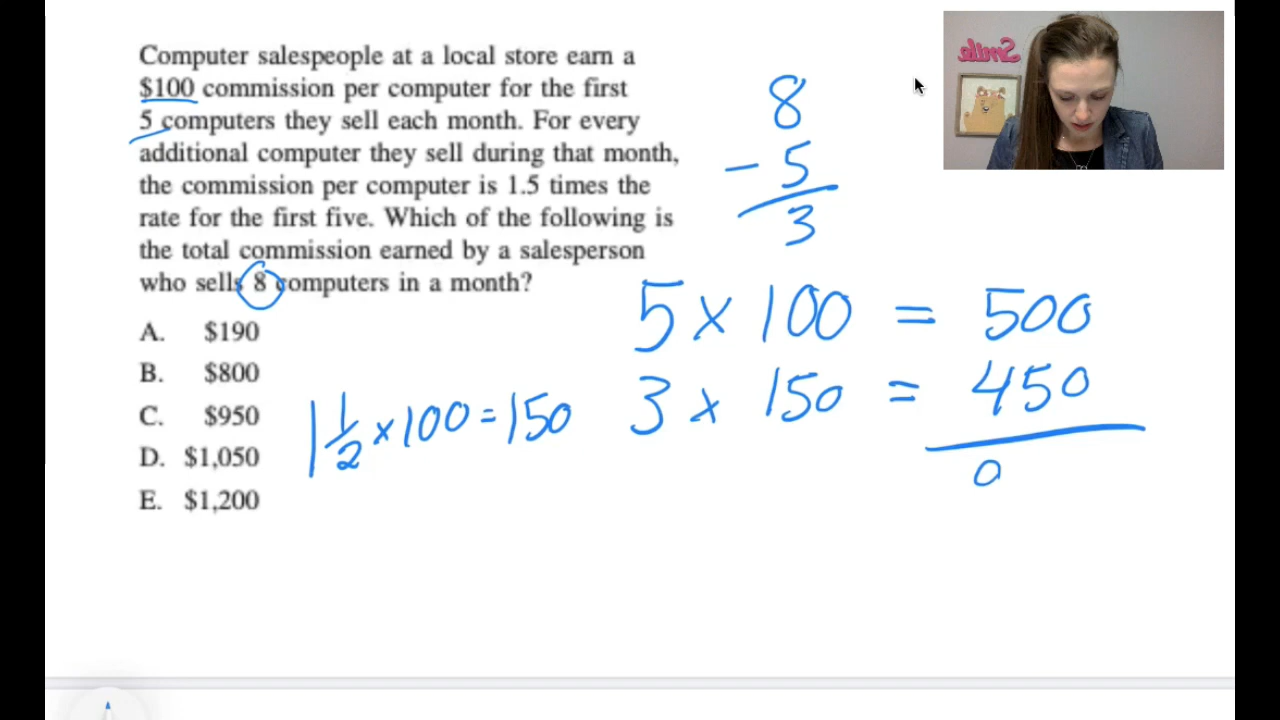 Computer salespeople at a local store earn a
$100 commission per computer for the first
5 computers they sell each month. For every
additional computer they sell during that month,
the commission per computer is 1.5 times the
rate for the first five. Which of the following is
the total commission earned by a salesperson
who sells 8 computers in a month?
A. $190
B. $800
C. $950
D. $1,050
E. $1,200
1 1/2 × 100 = 150
8
- 5
3
5 × 100 = 500
3 × 150 = 450
0
Smile